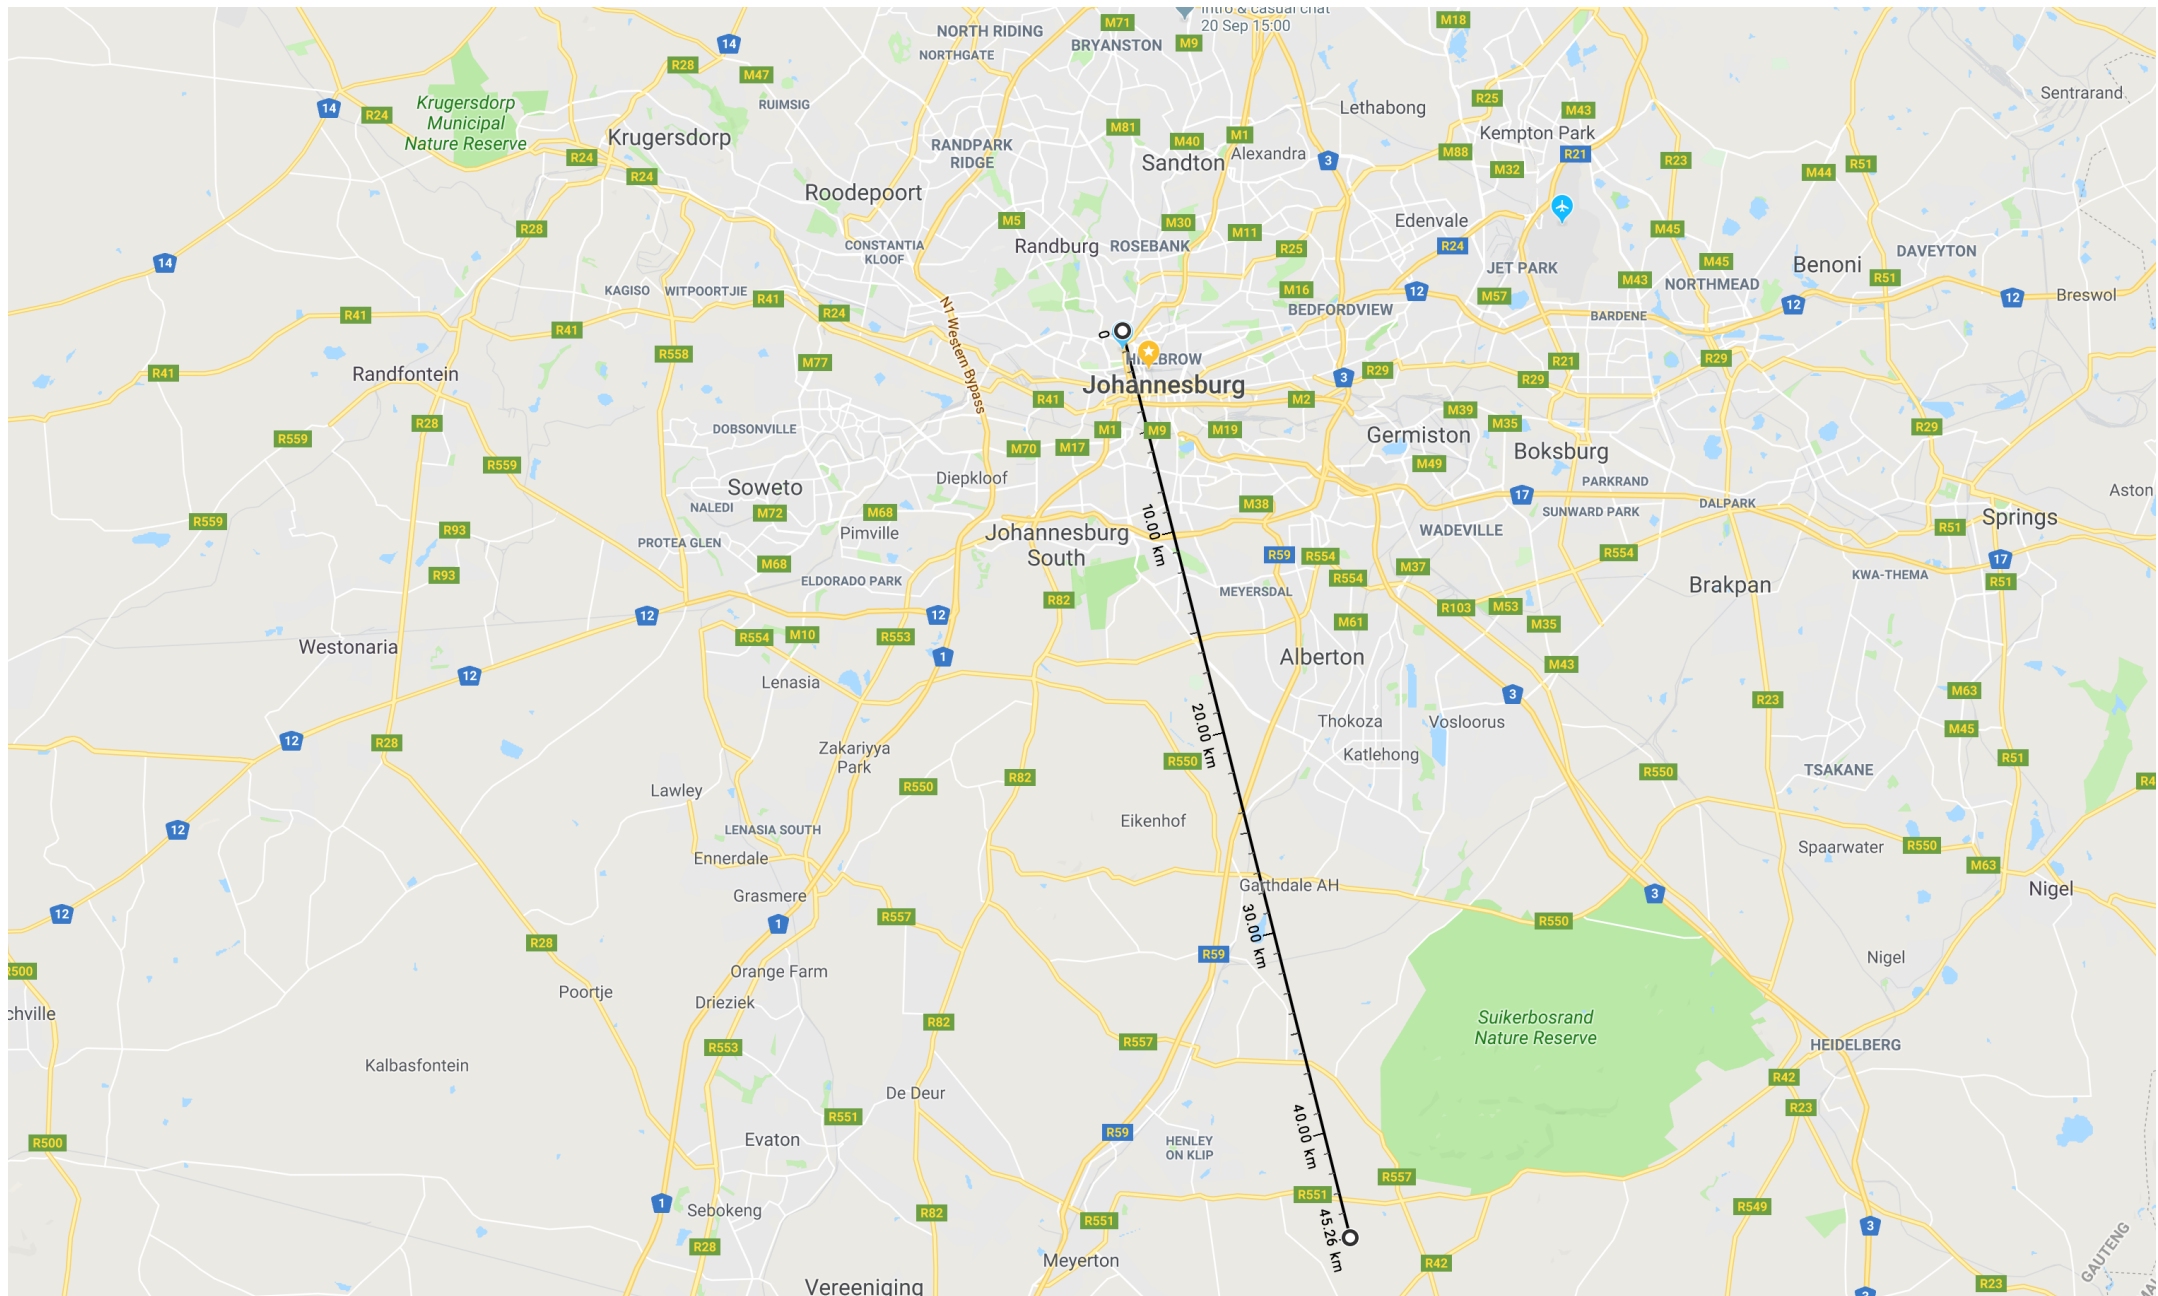 Intro & casual chat
20 Sep 15:00
M18
M71
NORTH RIDING
BRYANSTON
M9
14
NORTHGATE
R28
M47
RUIMSIG
Sentrarand
Krugersdorp
Municipal
Nature Reserve
14
R24
R25
Lethabong
M43
Kempton Park
Krugersdorp
M81
M40
M1
RANDPARK
RIDGE
Sandton
Alexandra
3
M88
R21
R23
R51
M44
M32
R24
R24
Roodepoort
M5
M30
M11
Edenvale
R24
M45
R28
CONSTANTIA
KLOOF
Randburg
ROSEBANK
R25
JET PARK
M45
DAVEYTON
14
Benoni
R51
M43
NORTHMEAD
KAGISO
WITPOORTJIE
R41
R24
M16
12
M57
12
12
Breswol
BEDFORDVIEW
BARDENE
R41
R41
N1 Western Bypass
0
HILLBROW
R558
M77
R41
Randfontein
Johannesburg
3
R29
R21
R29
R29
R41
M2
R28
R559
DOBSONVILLE
M1
M9
M19
M39
M35
R29
Germiston
Boksburg
M70
M17
M49
R559
Diepkloof
Soweto
PARKRAND
Aston
NALEDI
M72
M68
M38
17
SUNWARD PARK
DALPARK
Springs
R559
R93
Pimville
PROTEA GLEN
Johannesburg
South
10.00 km
WADEVILLE
R51
R59
R554
R554
R554
17
M37
M68
R93
ELDORADO PARK
MEYERSDAL
KWA-THEMA
R51
Brakpan
R82
12
12
R103
M53
M35
M61
R554
M10
R553
Westonaria
1
Alberton
M43
12
Lenasia
3
M63
R23
20.00 km
Thokoza
Vosloorus
M45
12
R28
Zakariyya
Park
R550
Katlehong
R550
TSAKANE
R51
R82
R550
Lawley
12
LENASIA SOUTH
Eikenhof
Spaarwater
R550
Ennerdale
M63
Garthdale AH
Nigel
Grasmere
3
12
1
R557
30.00 km
R550
R28
R59
Nigel
R500
Orange Farm
Poortje
Drieziek
chville
R82
Suikerbosrand
Nature Reserve
R553
R557
HEIDELBERG
Kalbasfontein
R42
De Deur
R23
R551
40.00 km
R59
Evaton
HENLEY
ON KLIP
R500
R557
R551
1
Sebokeng
R82
R551
R549
3
45.26 km
R28
Meyerton
R42
GAUTENG
Vereeniging
R23
3